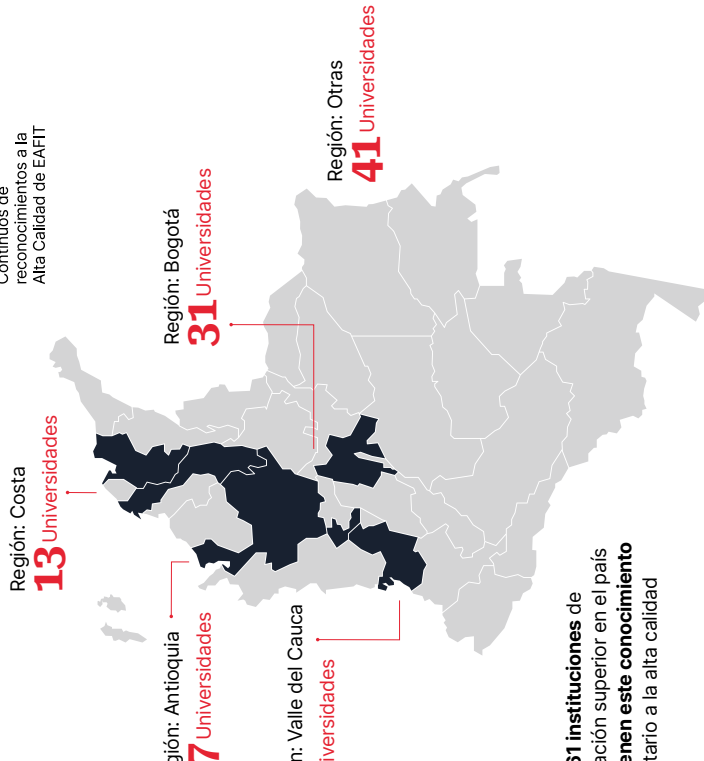 Continuos de
reconocimientos a la
Alta Calidad de EAFIT
Región: Costa
13 Universidades
Región: Bogotá
31 Universidades
gión: Antioquia
7 Universidades
n: Valle del Cauca
iversidades
Región: Otras
41 Universidades
61 instituciones de
ación superior en el país
enen este conocimiento
tario a la alta calidad